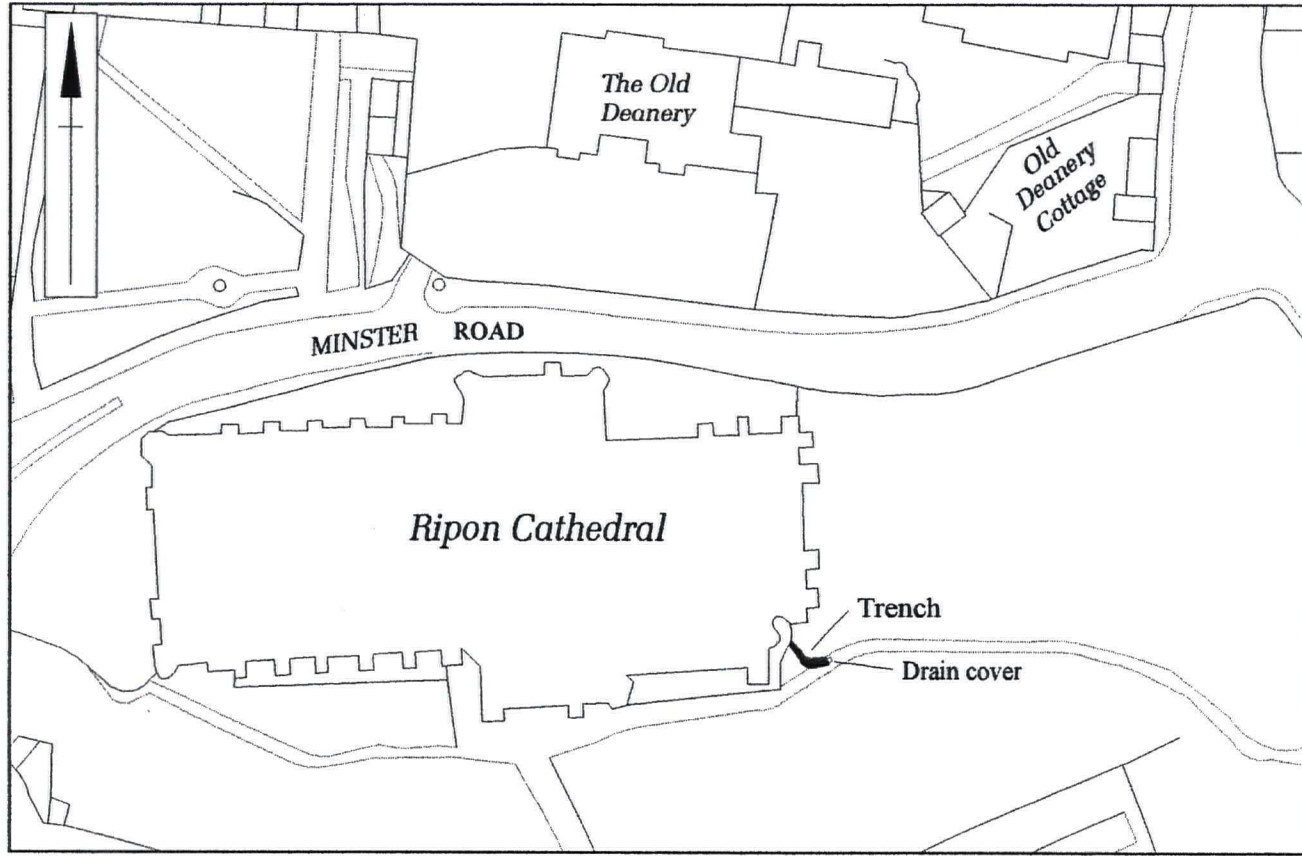 The Old
Deanery
Old
Deanery
Cottage
MINSTER ROAD
Ripon Cathedral
Trench
Drain cover